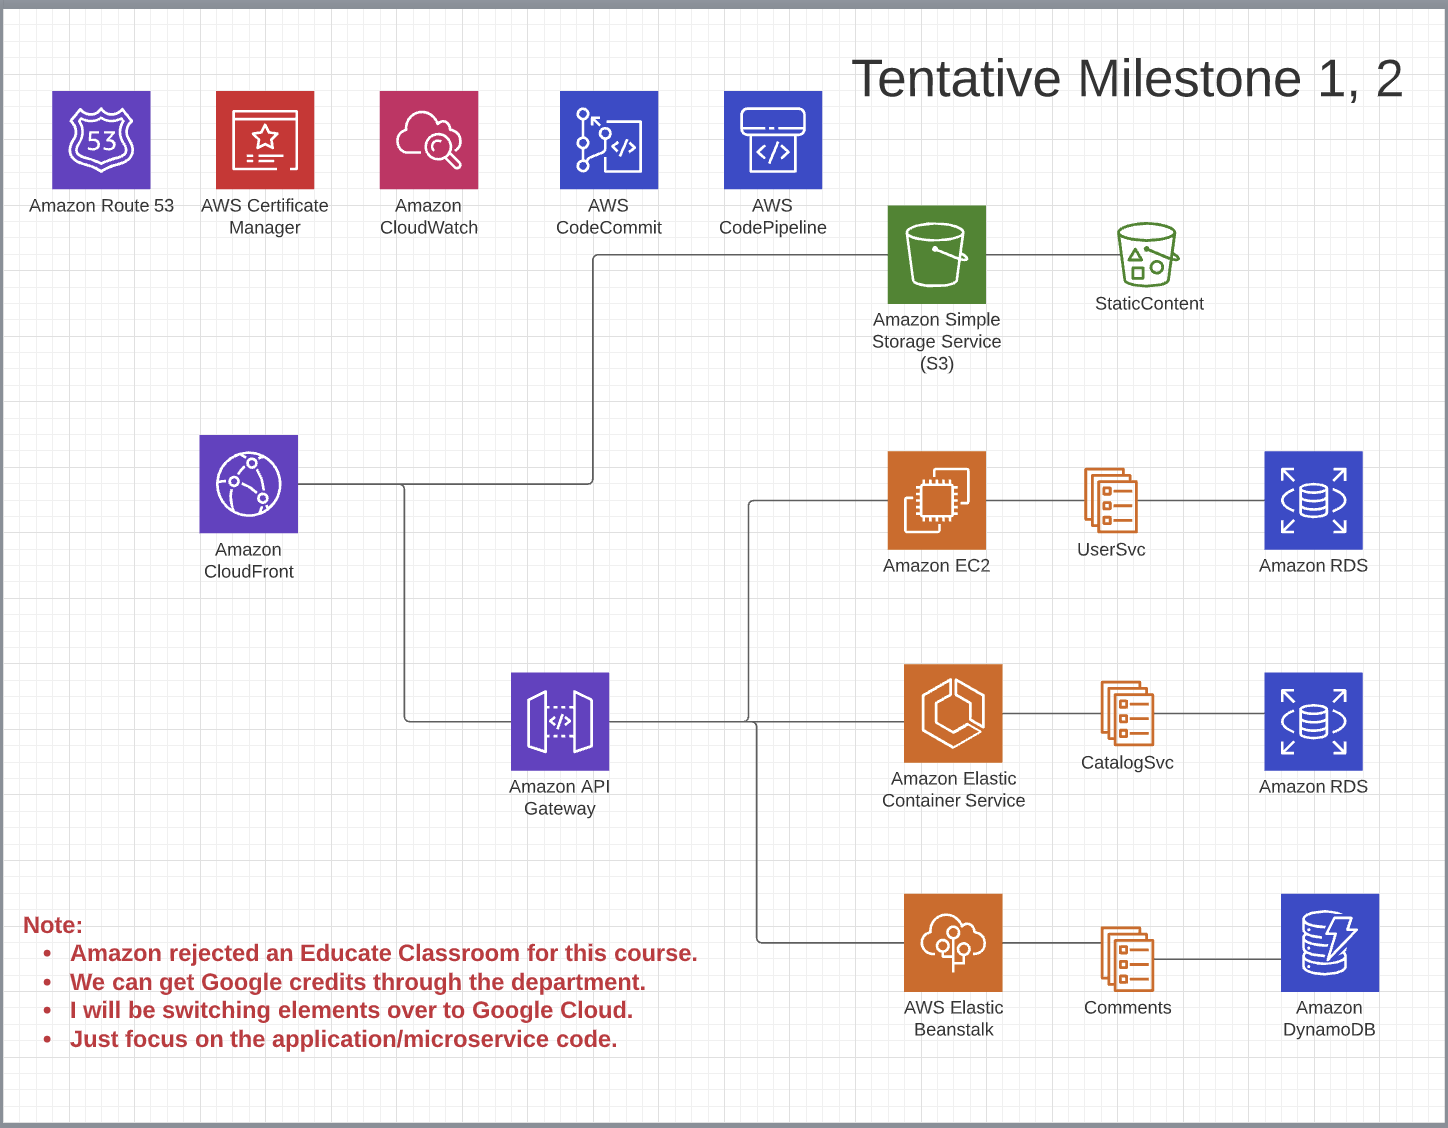 Tentative Milestone 1, 2
53
Amazon Route 53
AWS Certificate
Manager
Amazon
CloudWatch
</>
AWS
CodeCommit
</>
AWS
CodePipeline
Amazon Simple
Storage Service
(S3)
StaticContent
Amazon
CloudFront
Amazon EC2
UserSvc
Amazon RDS
</>
Amazon API
Gateway
Amazon Elastic
Container Service
CatalogSvc
Amazon RDS
AWS Elastic
Beanstalk
Comments
Amazon
DynamoDB
Note:
• Amazon rejected an Educate Classroom for this course.
• We can get Google credits through the department.
• I will be switching elements over to Google Cloud.
• Just focus on the application/microservice code.